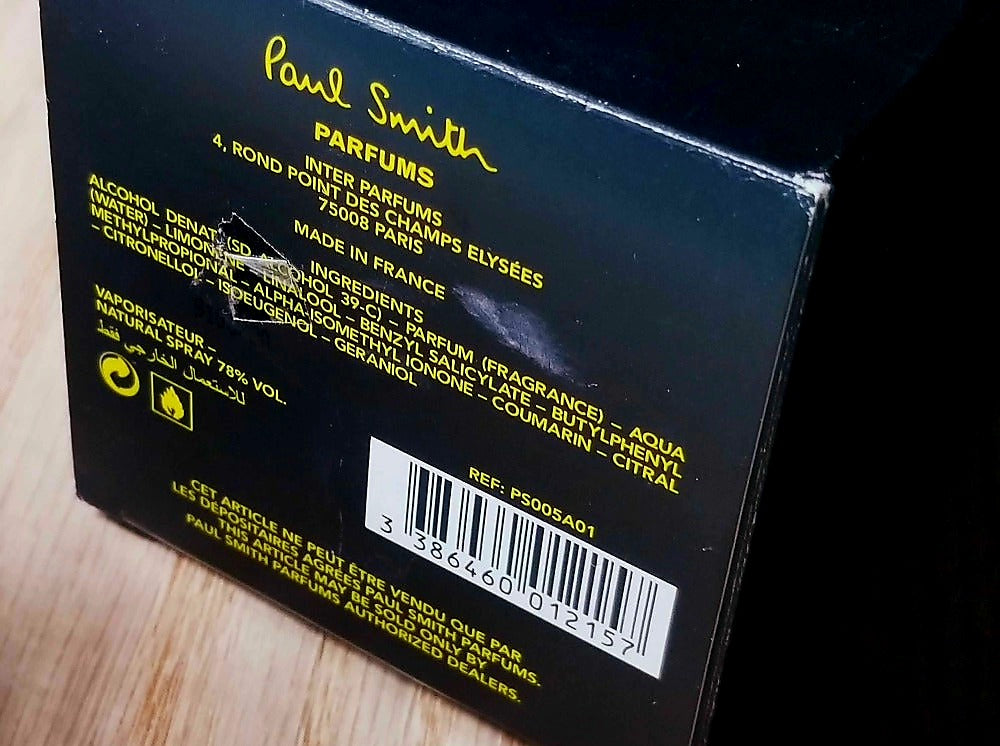 Paul Smith
PARFUMS
INTER PARFUMS
4, ROND POINT DES CHAMPS ELYSÉES
75008 PARIS
MADE IN FRANCE
INGREDIENTS
ALCOHOL DENAT (SD ALCOHOL 39-C) – PARFUM (FRAGRANCE) – AQUA
(WATER) – LIMONENE – LINALOOL – BENZYL SALICYLATE – BUTYLPHENYL
METHYLPROPIONAL – ALPHA-ISOMETHYL IONONE – COUMARIN – CITRAL
– CITRONELLOL – ISOEUGENOL – GERANIOL
VAPORISATEUR –
NATURAL SPRAY 78% VOL.
للاستعمال الخارجي فقط
REF: PS005A01
3 386460 012157
CET ARTICLE NE PEUT ÊTRE VENDU QUE PAR
LES DÉPOSITAIRES AGRÉES PAUL SMITH PARFUMS.
THIS ARTICLE MAY BE SOLD ONLY BY
PAUL SMITH PARFUMS AUTHORIZED DEALERS.